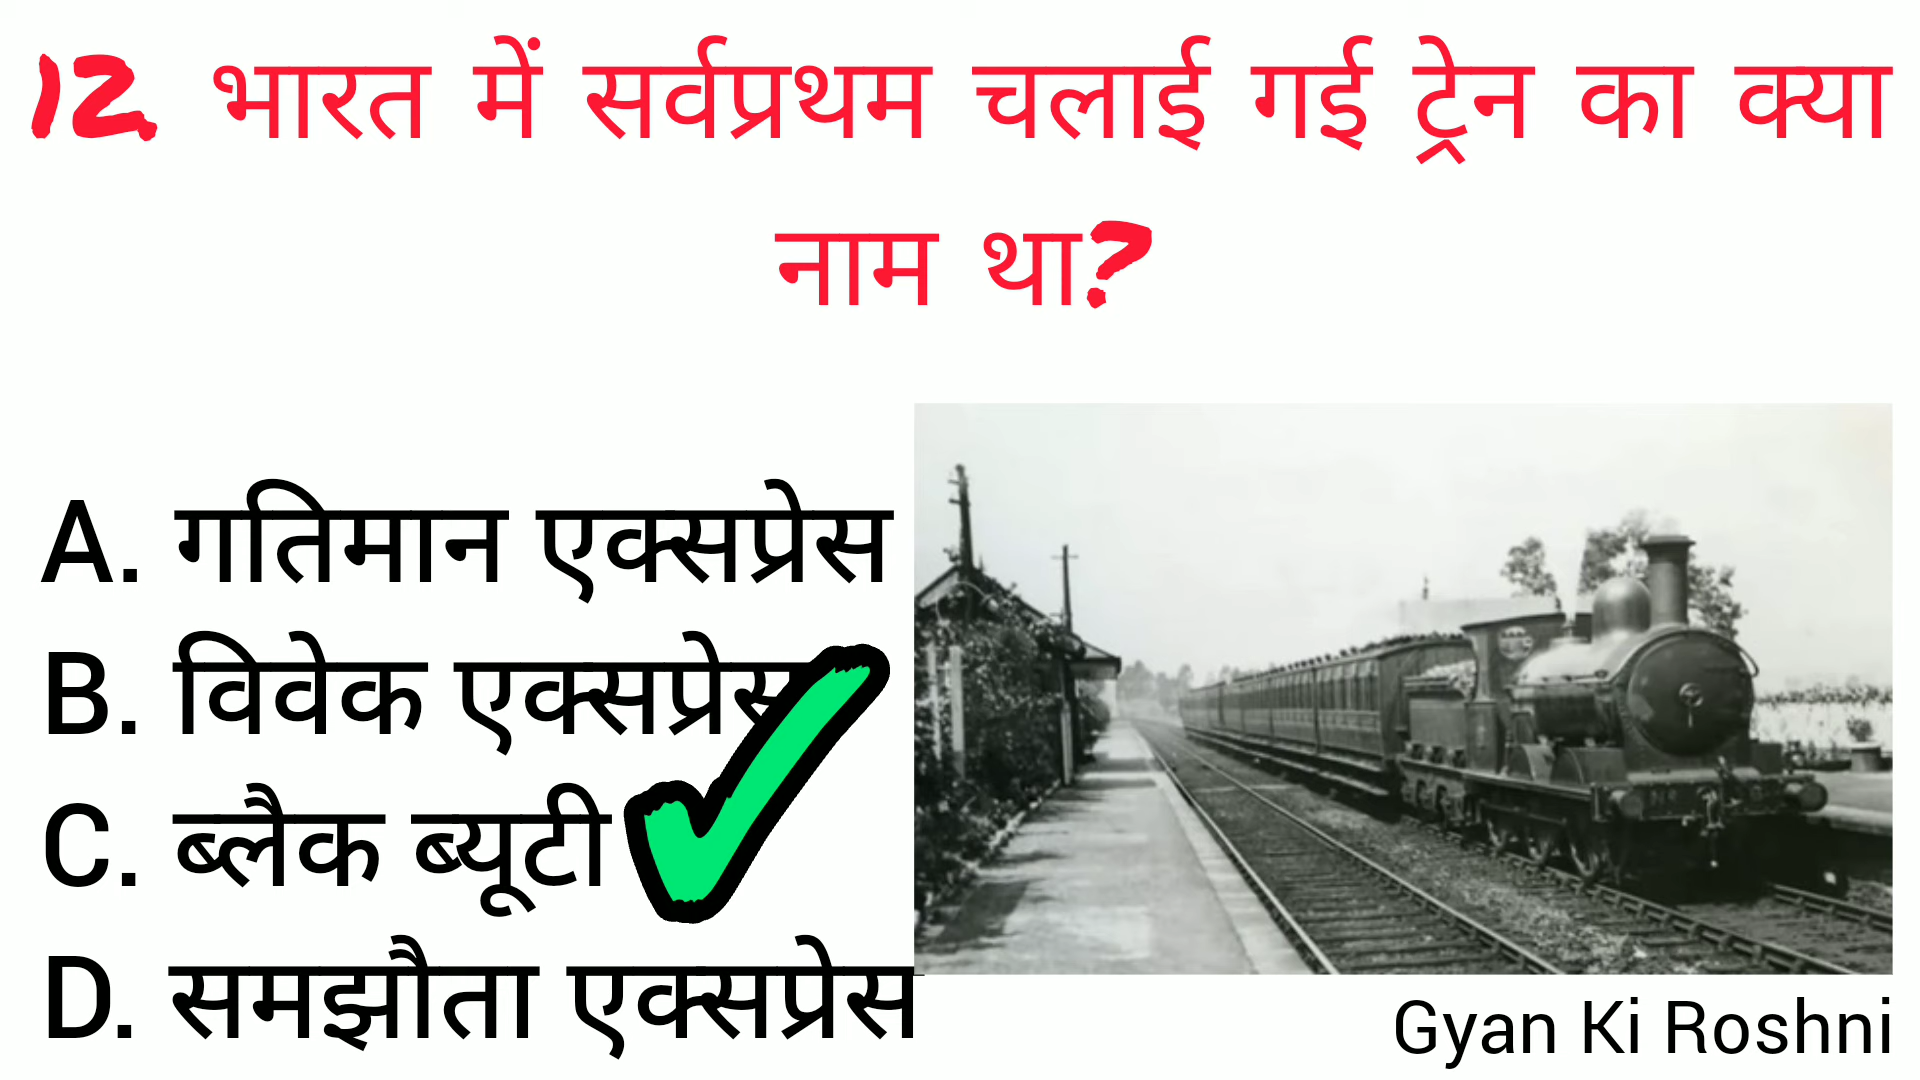 12. भारत में सर्वप्रथम चलाई गई ट्रेन का क्या
नाम था?
A. गतिमान एक्सप्रेस
B. विवेक एक्सप्रेस
C. ब्लैक ब्यूटी
D. समझौता एक्सप्रेस
Gyan Ki Roshni